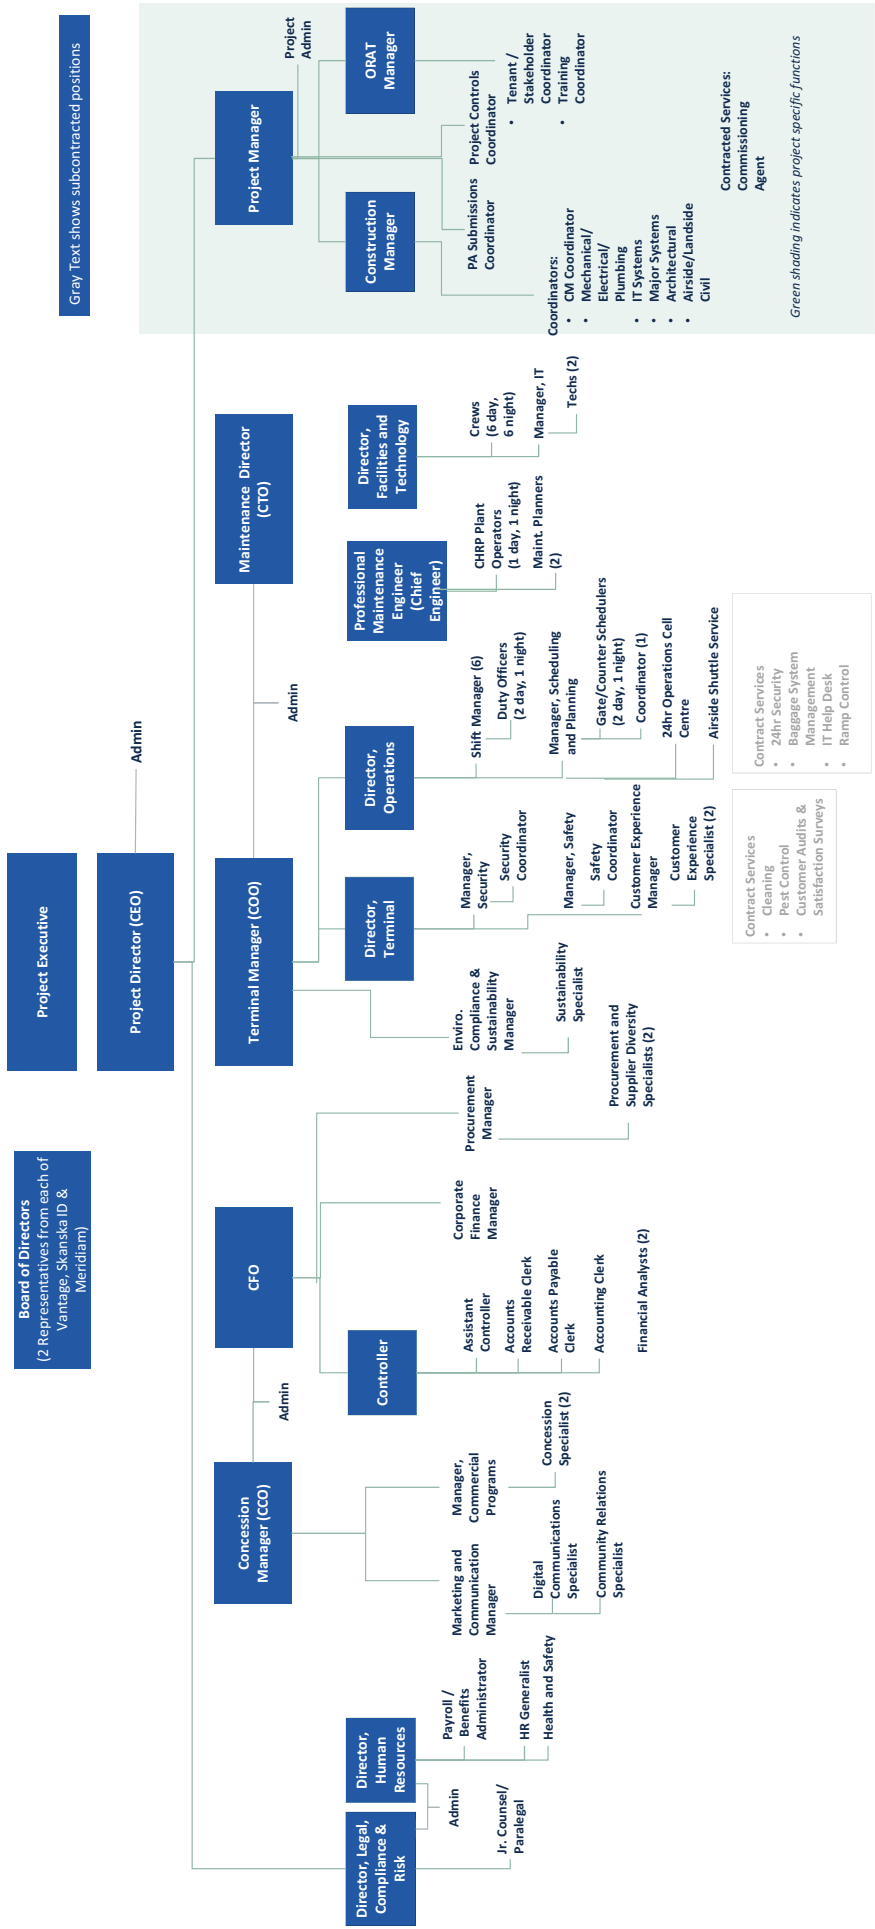 Board of Directors
(2 Representatives from each of
Vantage, Skanska ID &
Meridiam)
Project Executive
Gray Text shows subcontracted positions
Project Director (CEO)
Admin
Concession
Manager (CCO)
Admin
CFO
Terminal Manager (COO)
Admin
Maintenance Director
(CTO)
Project Manager
Project
Admin
Director, Legal,
Compliance &
Risk
Director,
Human
Resources
Controller
Director,
Terminal
Director,
Operations
Professional
Maintenance
Engineer
(Chief
Engineer)
Director,
Facilities and
Technology
Construction
Manager
ORAT
Manager
Admin
Jr. Counsel/
Paralegal
Payroll /
Benefits
Administrator
HR Generalist
Health and Safety
Marketing and
Communication
Manager
Digital
Communications
Specialist
Community Relations
Specialist
Manager,
Commercial
Programs
Concession
Specialist (2)
Assistant
Controller
Accounts
Receivable Clerk
Accounts Payable
Clerk
Accounting Clerk
Financial Analysts (2)
Corporate
Finance
Manager
Procurement
Manager
Procurement and
Supplier Diversity
Specialists (2)
Enviro.
Compliance &
Sustainability
Manager
Sustainability
Specialist
Manager,
Security
Security
Coordinator
Manager, Safety
Safety
Coordinator
Customer Experience
Manager
Customer
Experience
Specialist (2)
Shift Manager (6)
Duty Officers
(2 day, 1 night)
Manager, Scheduling
and Planning
Gate/Counter Schedulers
(2 day, 1 night)
Coordinator (1)
24hr Operations Cell
Centre
Airside Shuttle Service
CHRP Plant
Operators
(1 day, 1 night)
Maint. Planners
(2)
Crews
(6 day,
6 night)
Manager, IT
Techs (2)
PA Submissions
Coordinator
Project Controls
Coordinator
Coordinators:
• CM Coordinator
• Mechanical/
Electrical/
Plumbing
• IT Systems
• Major Systems
• Architectural
• Airside/Landside
Civil
• Tenant /
Stakeholder
Coordinator
• Training
Coordinator
Contracted Services:
Commissioning
Agent
Green shading indicates project specific functions
Contract Services
• Cleaning
• Pest Control
• Customer Audits &
Satisfaction Surveys
Contract Services
• 24hr Security
• Baggage System
Management
• IT Help Desk
• Ramp Control